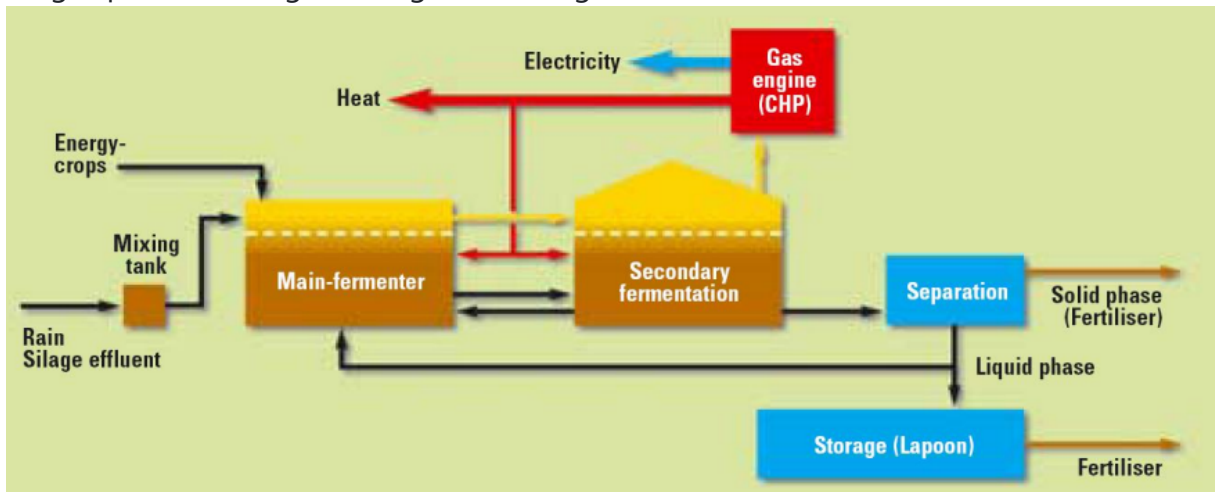 Electricity
Gas
engine
(CHP)
Heat
Energy-
crops
Mixing
tank
Main-fermenter
Secondary
fermentation
Separation
Solid phase
(Fertiliser)
Rain
Silage effluent
Liquid phase
Storage (Lapoon)
Fertiliser